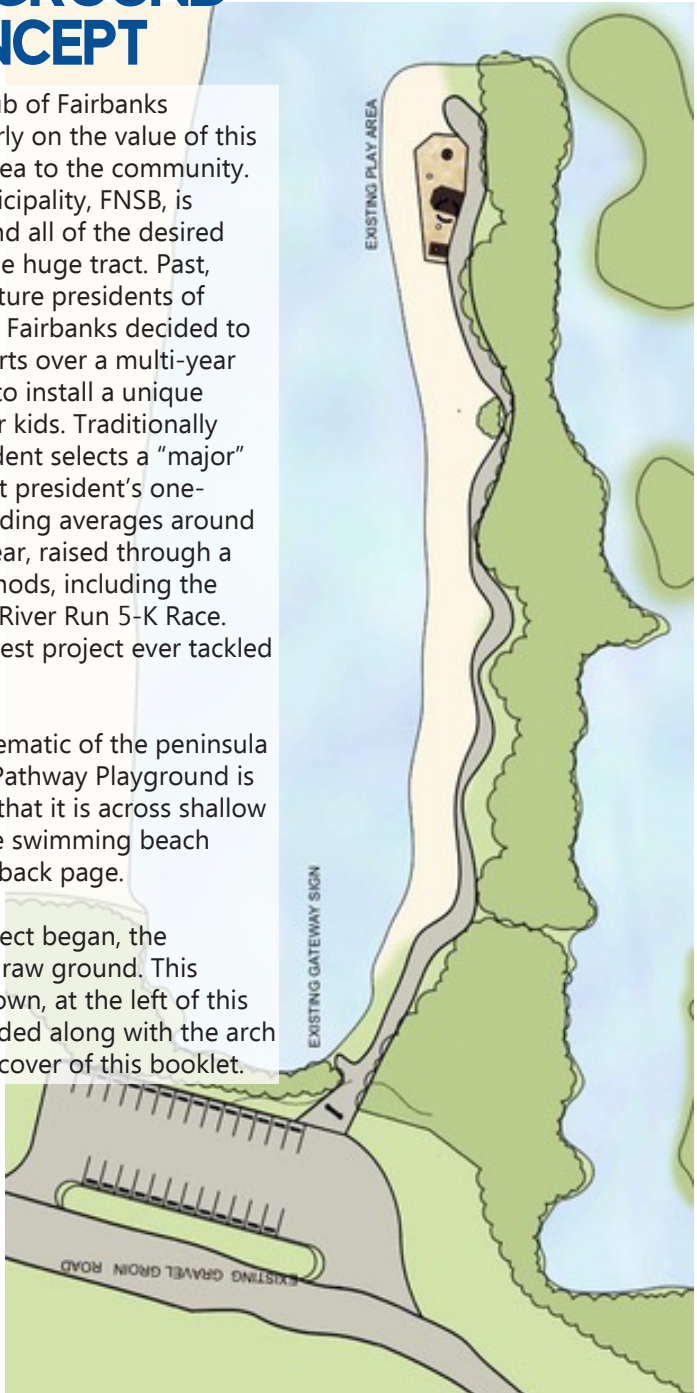 GROUND
NCEPT
ub of Fairbanks
rly on the value of this
ea to the community.
icipality, FNSB, is
nd all of the desired
e huge tract. Past,
ture presidents of
Fairbanks decided to
rts over a multi-year
to install a unique
r kids. Traditionally
dent selects a “major”
t president’s one-
ding averages around
ear, raised through a
hods, including the
River Run 5-K Race.
est project ever tackled
ematic of the peninsula
Pathway Playground is
that it is across shallow
e swimming beach
back page.
ect began, the
raw ground. This
own, at the left of this
ded along with the arch
cover of this booklet.
EXISTING PLAY AREA
EXISTING GATEWAY SIGN
EXISTING GRAVEL GROIN ROAD